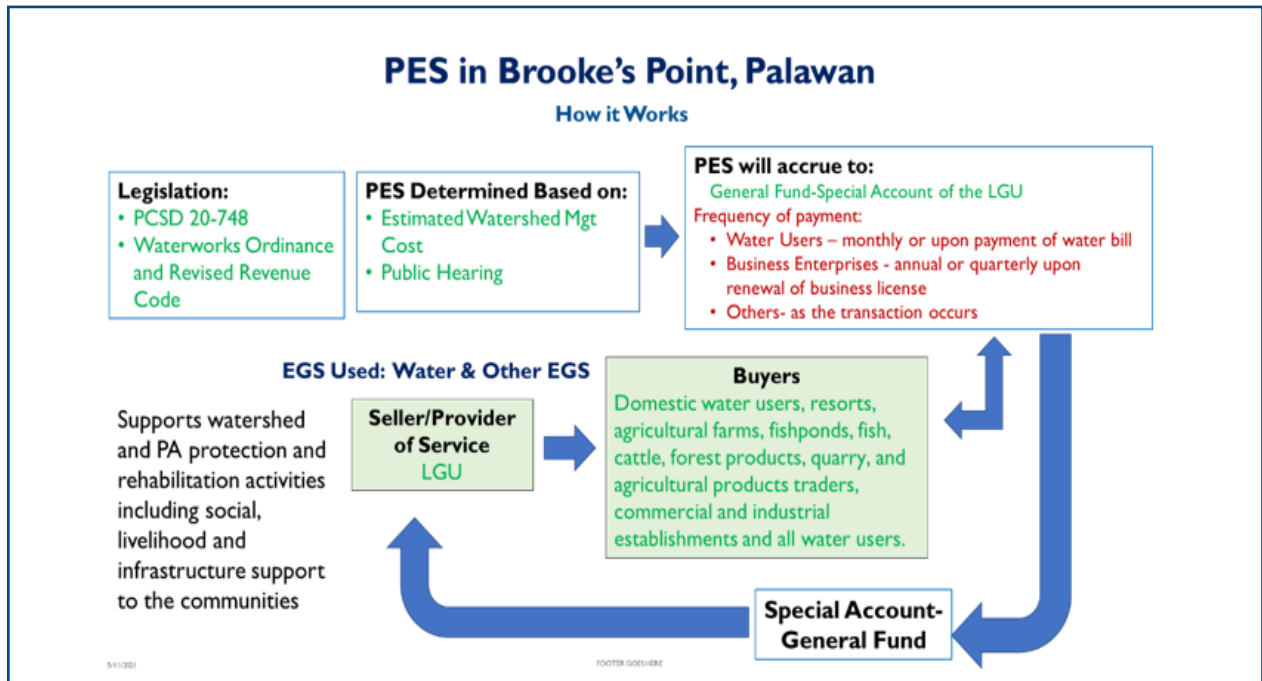 PES in Brooke's Point, Palawan
How it Works
Legislation:
• PCSD 20-748
• Waterworks Ordinance
and Revised Revenue
Code
PES Determined Based on:
• Estimated Watershed Mgt
Cost
• Public Hearing
PES will accrue to:
General Fund-Special Account of the LGU
Frequency of payment:
• Water Users – monthly or upon payment of water bill
• Business Enterprises - annual or quarterly upon
renewal of business license
• Others- as the transaction occurs
EGS Used: Water & Other EGS
Supports watershed
and PA protection and
rehabilitation activities
including social,
livelihood and
infrastructure support
to the communities
Seller/Provider
of Service
LGU
Buyers
Domestic water users, resorts,
agricultural farms, fishponds, fish,
cattle, forest products, quarry, and
agricultural products traders,
commercial and industrial
establishments and all water users.
Special Account-
General Fund
5/11/2021
FOOTER GOES HERE